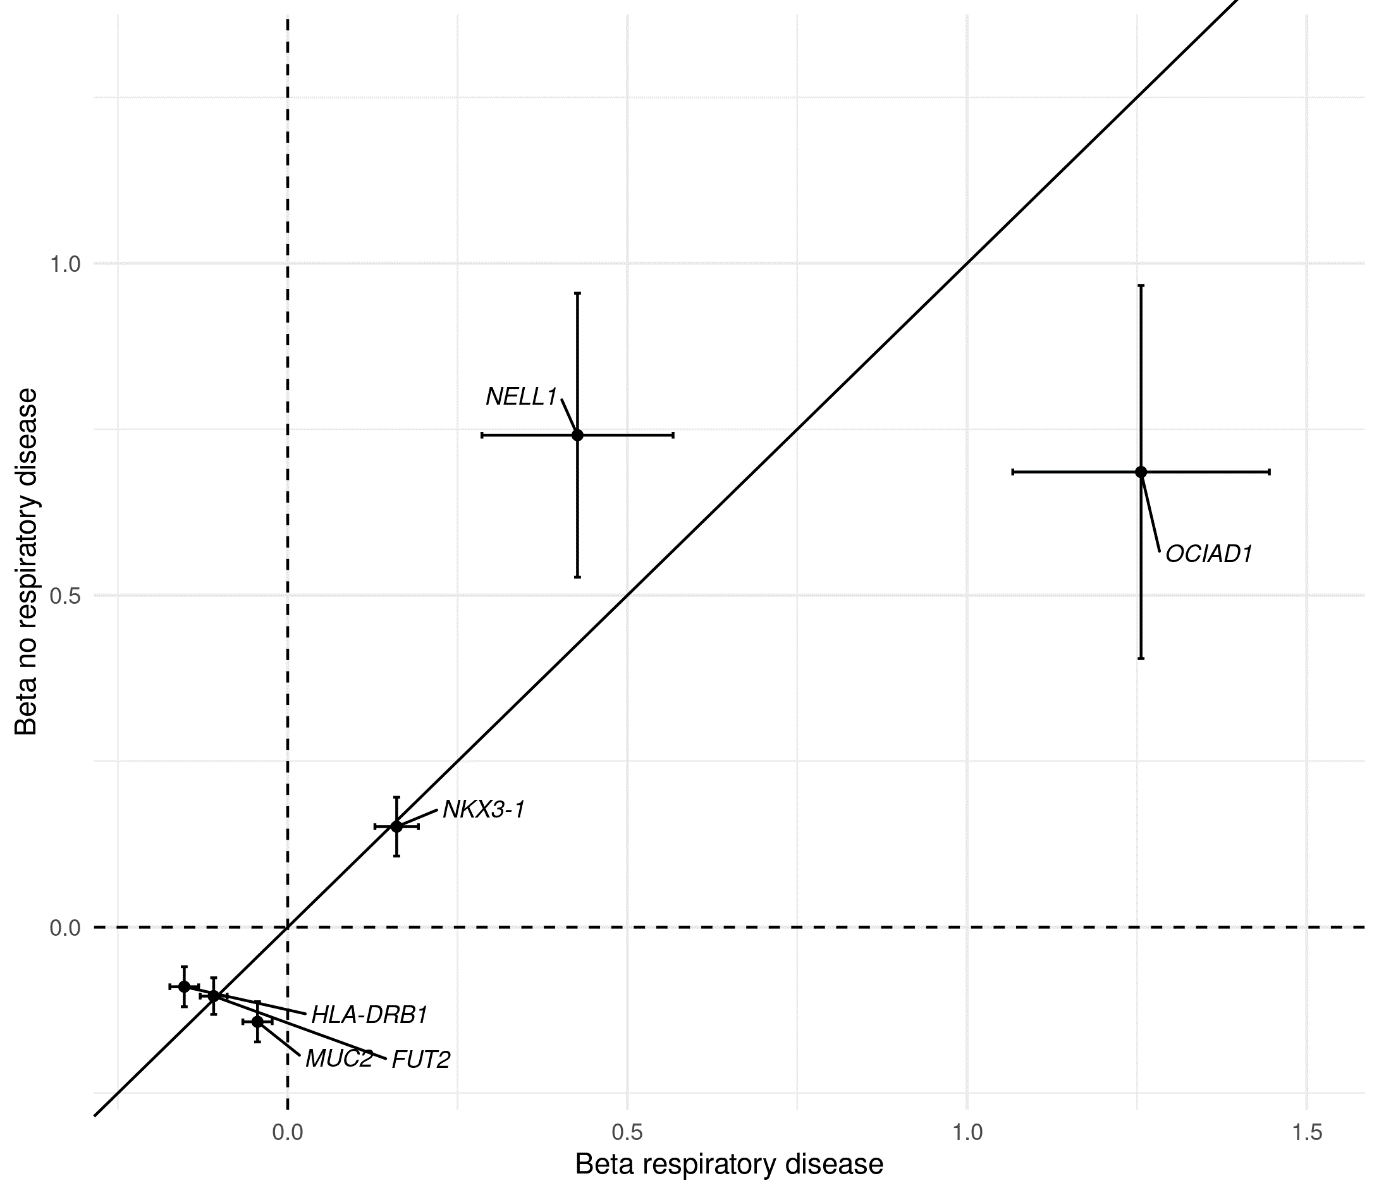 1.0
NELL1
OCIAD1
0.5
Beta no respiratory disease
NKX3-1
0.0
HLA-DRB1
MUC2
FUT2
0.0
0.5
1.0
1.5
Beta respiratory disease